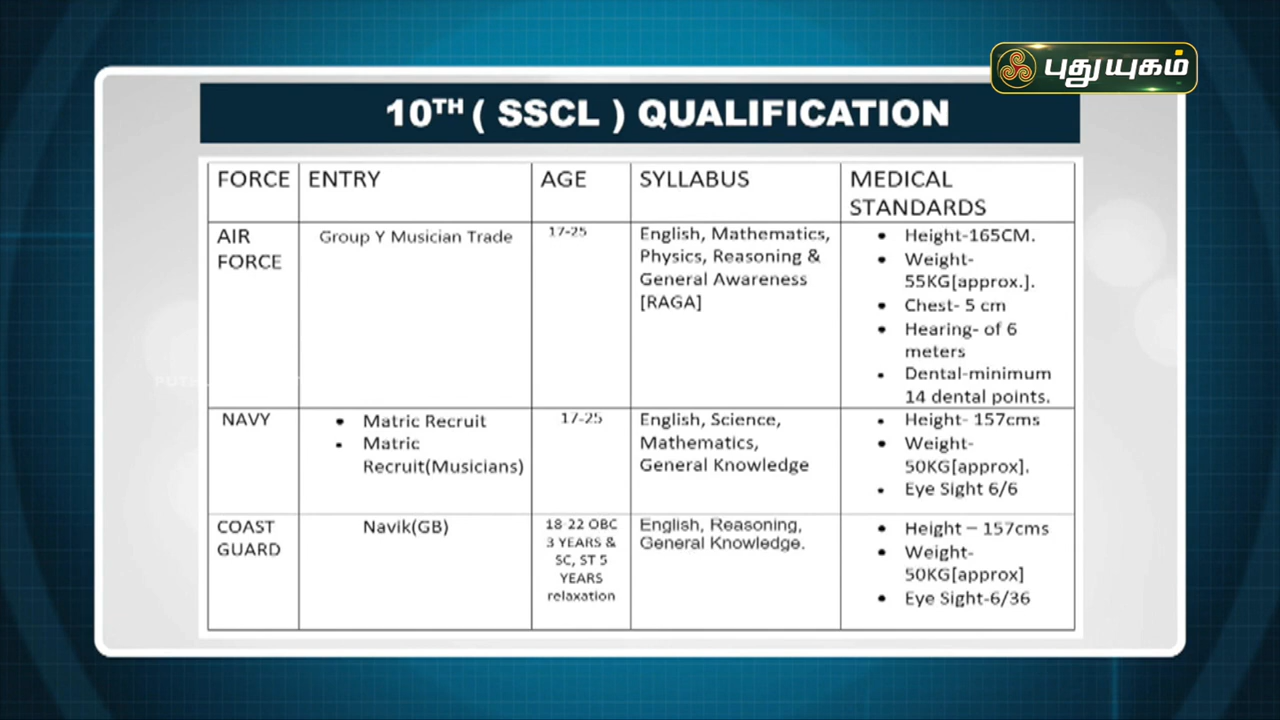 புதுயுகம்
10TH ( SSCL ) QUALIFICATION
FORCE ENTRY AGE SYLLABUS MEDICAL
STANDARDS
AIR
FORCE
Group Y Musician Trade
17-25
English, Mathematics,
Physics, Reasoning &
General Awareness
[RAGA]
• Height-165CM.
• Weight-
55KG[approx.].
• Chest- 5 cm
• Hearing- of 6
meters
• Dental-minimum
14 dental points.
NAVY
• Matric Recruit
• Matric
Recruit(Musicians)
17-25
English, Science,
Mathematics,
General Knowledge
• Height- 157cms
• Weight-
50KG[approx].
• Eye Sight 6/6
COAST
GUARD
Navik(GB)
18-22 OBC
3 YEARS &
SC, ST 5
YEARS
relaxation
English, Reasoning,
General Knowledge.
• Height – 157cms
• Weight-
50KG[approx]
• Eye Sight-6/36